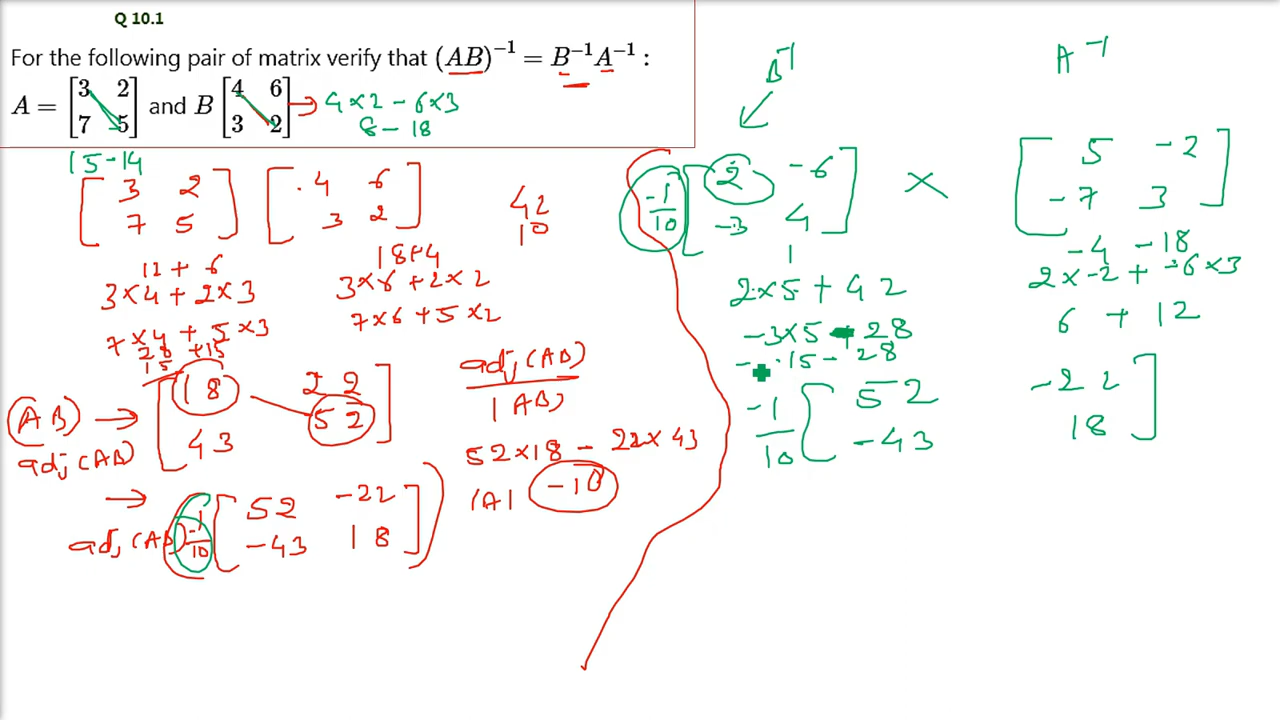 Q 10.1
For the following pair of matrix verify that (AB)⁻¹ = B⁻¹A⁻¹ :
A = [3 2
7 5] and B [4 6
3 2] → 4×2 - 6×3
8 - 18
15-14
[3 2
7 5] [4 6
3 2]
42
10
12 + 6
3×4 + 2×3
18+4
3×6 + 2×2
7×4 + 5×3
28 +15
15
7×6 + 5×2
(AB) → [18 22
43 52]
adj(AB)
adj(AB)
|AB|
52×18 - 22×43
|A| -10
→
adj(AB) -1/10 [52 -22
-43 18]
B⁻¹
A⁻¹
-1/10 [2 -6
-3 4] × [5 -2
-7 3]
1
2×5 + 42
-4 -18
2×-2 + -6×3
-3×5 - 28
-15 - 28
6 + 12
-1/10 [52 -22
-43 18]